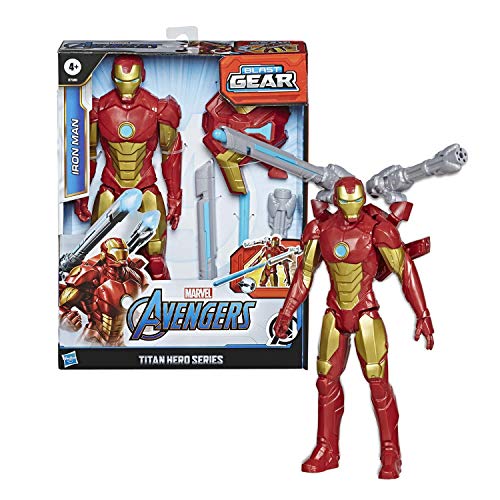 4+
BLAST
GEAR
IRON MAN
MARVEL
AVENGERS
TITAN HERO SERIES
Hasbro